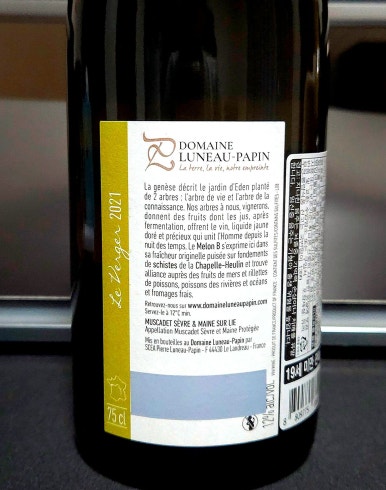 DOMAINE
LUNEAU-PAPIN
La terre, la vie, notre empreinte
La genèse décrit le jardin d'Eden planté
de 2 arbres : l'arbre de vie et l'arbre de la
connaissance. Nos arbres à nous, vignerons,
donnent des fruits dont les jus, après
fermentation, offrent le vin, liquide jaune
doré et précieux qui unit l'Homme depuis la
nuit des temps. Le Melon B s'exprime ici dans
sa fraîcheur originelle puisée sur fondements
de schistes de la Chapelle-Heulin et trouve
alliance auprès des fruits de mers et rillettes
de poissons, poissons des rivières et océans
et fromages frais.
Retrouvez-nous sur www.domaineluneaupapin.com
Servez-le à 12°C min.
MUSCADET SÈVRE & MAINE SUR LIE
Appellation Muscadet Sèvre et Maine Protégée
Mis en bouteilles au Domaine Luneau-Papin par
SCEA Pierre Luneau-Papin - F 44430 Le Landreau - France
Le Verger 2021
75 cl
12% alc./vol.